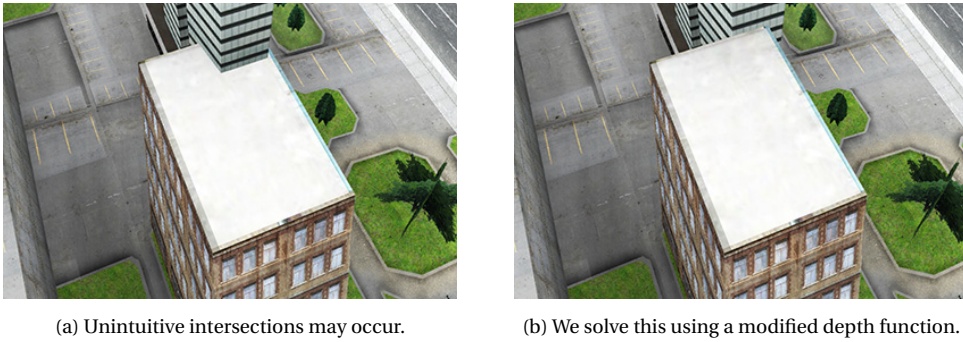 (a) Unintuitive intersections may occur.
(b) We solve this using a modified depth function.